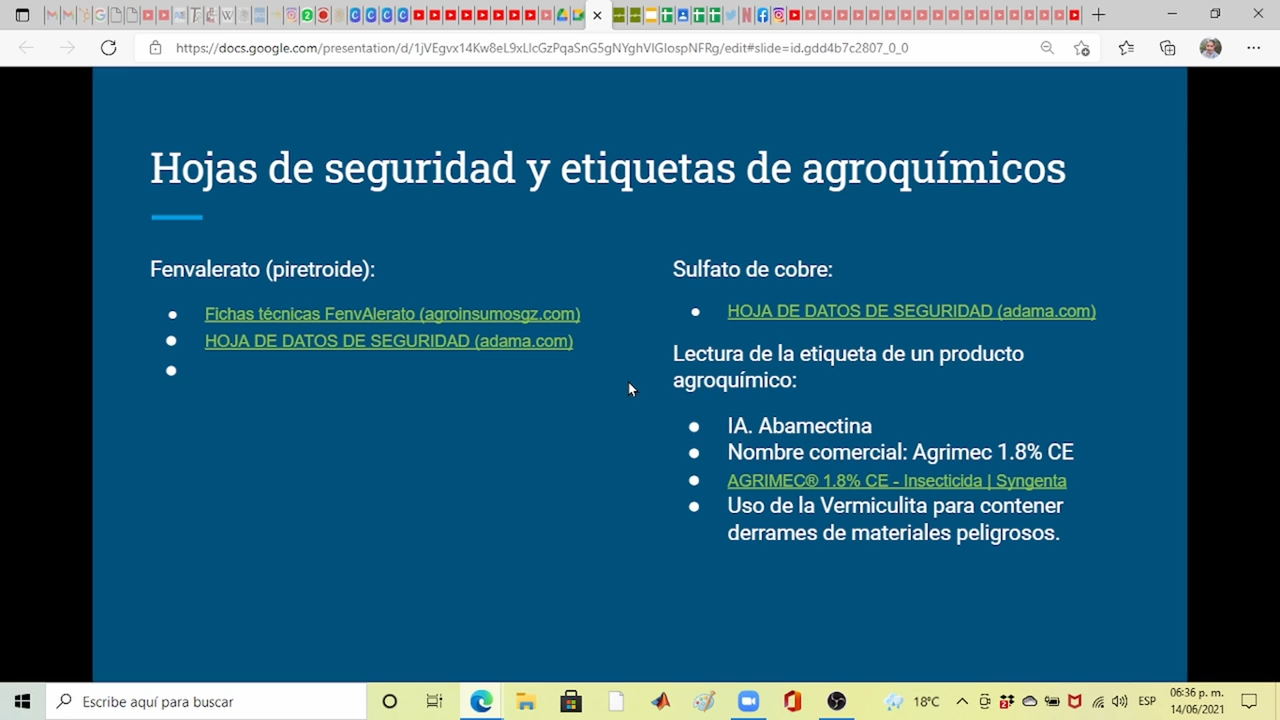 https://docs.google.com/presentation/d/1jVEgvx14Kw8eL9xLlcGzPqaSnG5gNYghVIGlospNFRg/edit#slide=id.gdd4b7c2807_0_0
Hojas de seguridad y etiquetas de agroquímicos
Fenvalerato (piretroide):
● Fichas técnicas FenvAlerato (agroinsumosgz.com)
● HOJA DE DATOS DE SEGURIDAD (adama.com)
●
Sulfato de cobre:
● HOJA DE DATOS DE SEGURIDAD (adama.com)
Lectura de la etiqueta de un producto
agroquímico:
● IA. Abamectina
● Nombre comercial: Agrimec 1.8% CE
● AGRIMEC® 1.8% CE - Insecticida | Syngenta
● Uso de la Vermiculita para contener
derrames de materiales peligrosos.
Escribe aquí para buscar
18°C
ESP
06:36 p. m.
14/06/2021